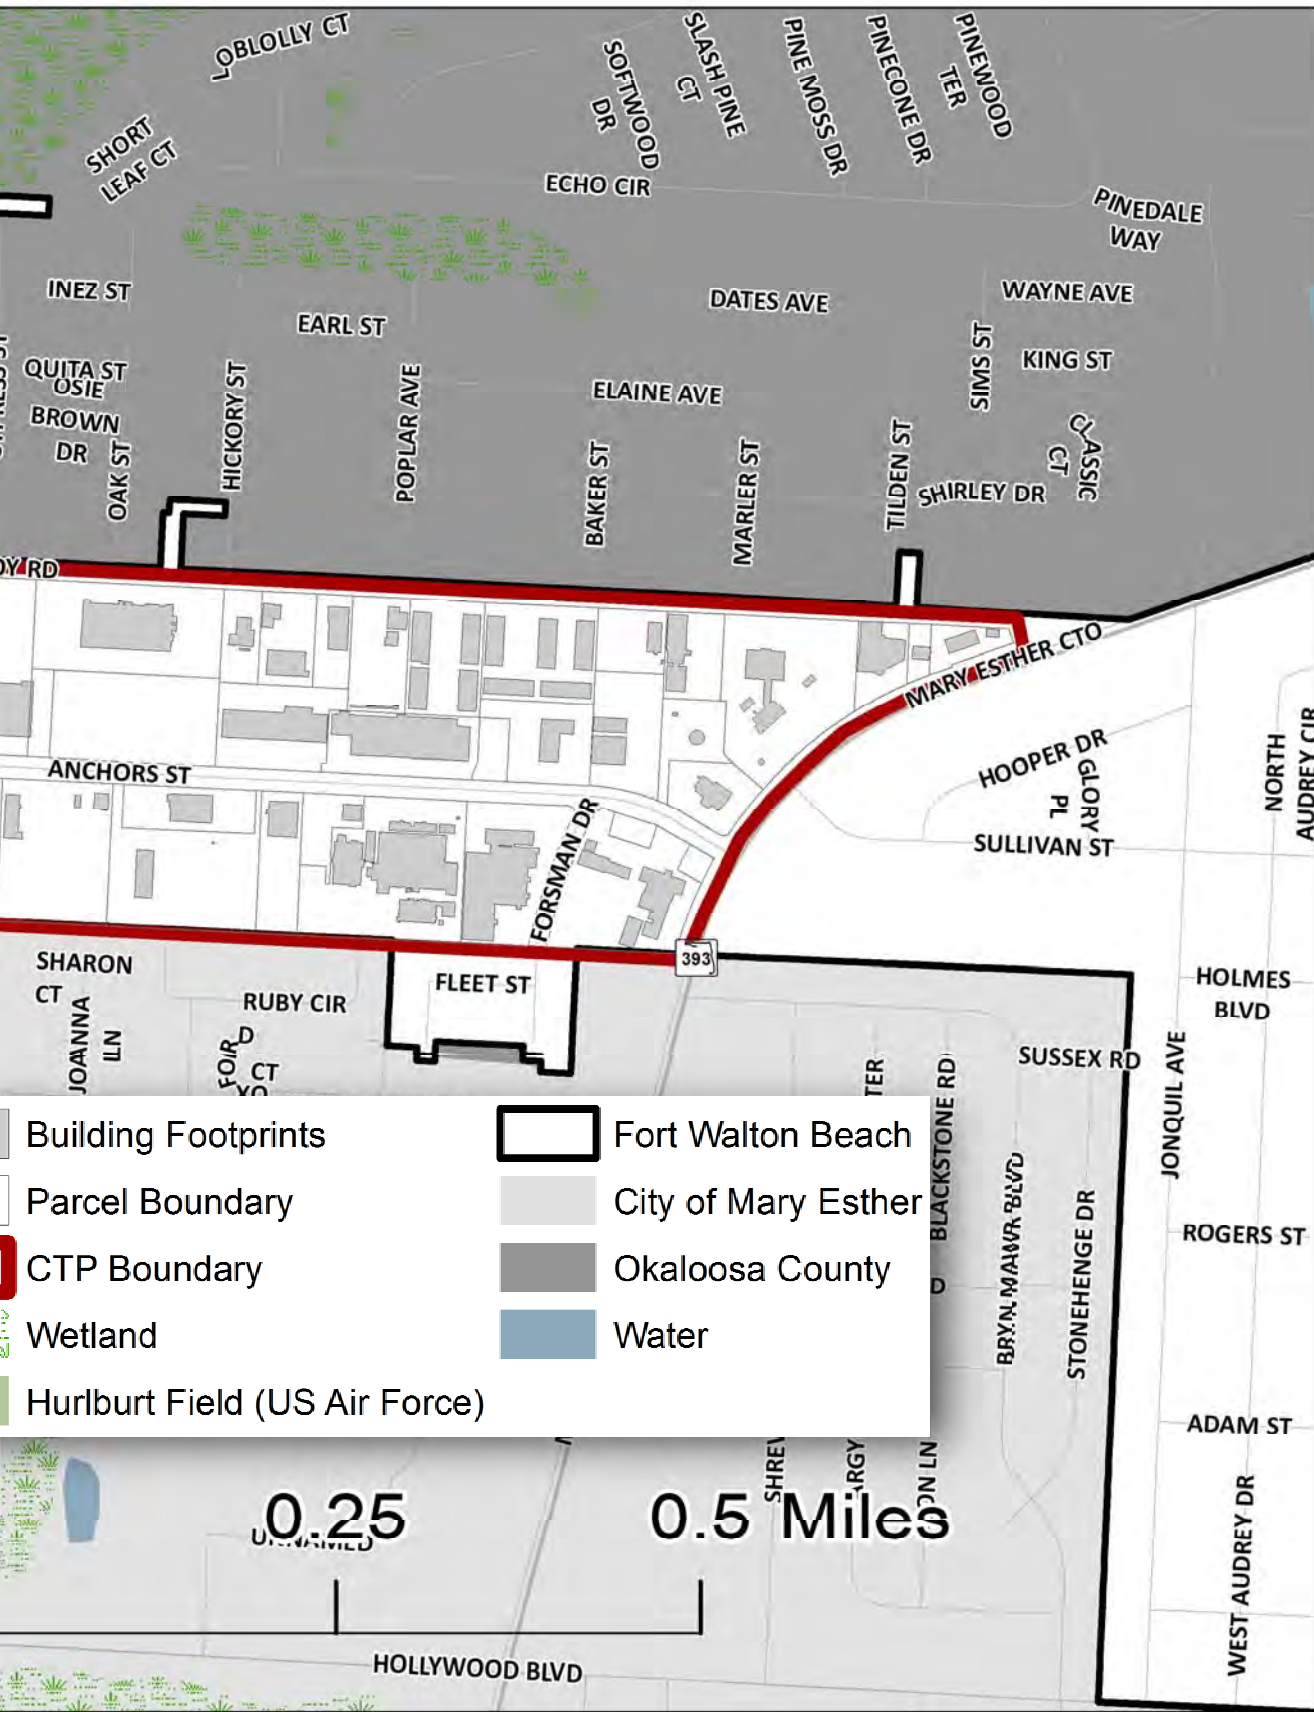 LOBLOLLY CT
SHORT
LEAF CT
SOFTWOOD
DR
SLASH PINE
CT
PINE MOSS DR
PINECONE DR
PINEWOOD
TER
ECHO CIR
PINEDALE
WAY
INEZ ST
EARL ST
DATES AVE
WAYNE AVE
QUITA ST
OSIE
BROWN
DR
OAK ST
HICKORY ST
POPLAR AVE
ELAINE AVE
SIMS ST
KING ST
BAKER ST
MARLER ST
TILDEN ST
SHIRLEY DR
CLASSIC
CT
RD
MARY ESTHER CTO
HOOPER DR
GLORY
PL
NORTH
AUDREY CIR
ANCHORS ST
FORSMAN DR
SULLIVAN ST
393
SHARON
CT
JOANNA
LN
RUBY CIR
CT
FLEET ST
HOLMES
BLVD
SUSSEX RD
JONQUIL AVE
TER
BLACKSTONE RD
BRYN MAWR BLVD
STONEHENGE DR
ROGERS ST
ADAM ST
WEST AUDREY DR
Building Footprints
Parcel Boundary
CTP Boundary
Wetland
Hurlburt Field (US Air Force)
Fort Walton Beach
City of Mary Esther
Okaloosa County
Water
LN
0.25
0.5 Miles
UNNAMED
HOLLYWOOD BLVD